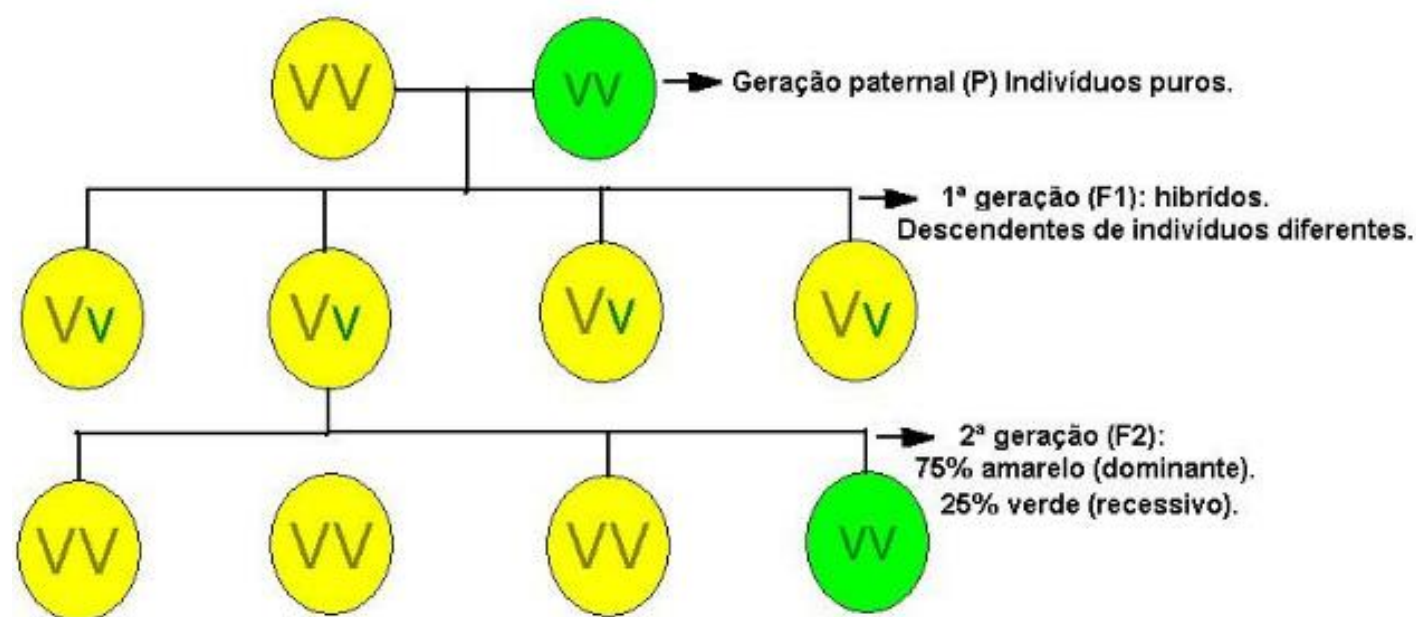 VV vv Geração paternal (P) Indivíduos puros.
1ª geração (F1): hibrídos.
Descendentes de indivíduos diferentes.
Vv Vv Vv Vv
2ª geração (F2):
75% amarelo (dominante).
25% verde (recessivo).
VV VV VV vv